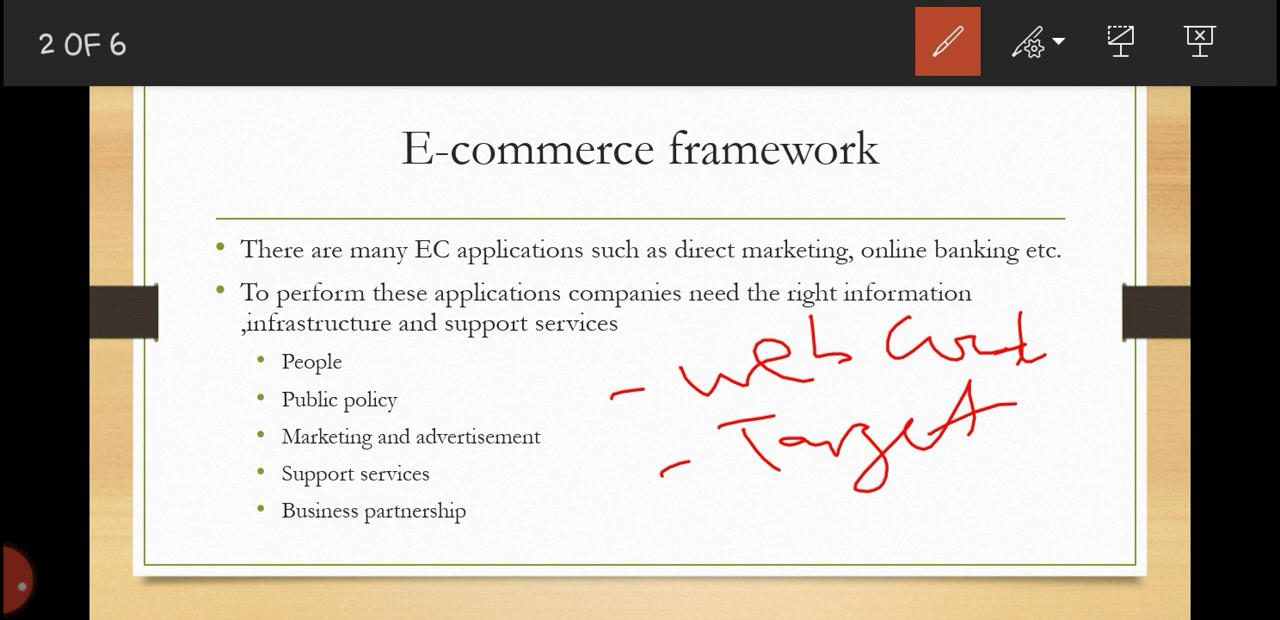 2 OF 6
E-commerce framework
• There are many EC applications such as direct marketing, online banking etc.
• To perform these applications companies need the right information
,infrastructure and support services
• People
• Public policy
• Marketing and advertisement
• Support services
• Business partnership
- web
- Target